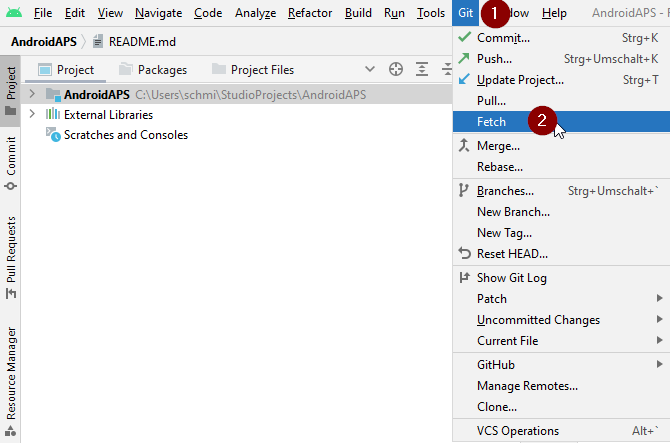 File Edit View Navigate Code Analyze Refactor Build Run Tools Git 1 Help AndroidAPS -
AndroidAPS README.md
Project Packages Project Files
AndroidAPS C:\Users\schmi\StudioProjects\AndroidAPS
External Libraries
Scratches and Consoles
Project
Commit
Pull Requests
Resource Manager
Commit... Strg+K
Push... Strg+Umschalt+K
Update Project... Strg+T
Pull...
Fetch 2
Merge...
Rebase...
Branches... Strg+Umschalt+`
New Branch...
New Tag...
Reset HEAD...
Show Git Log
Patch
Uncommitted Changes
Current File
GitHub
Manage Remotes...
Clone...
VCS Operations Alt+`